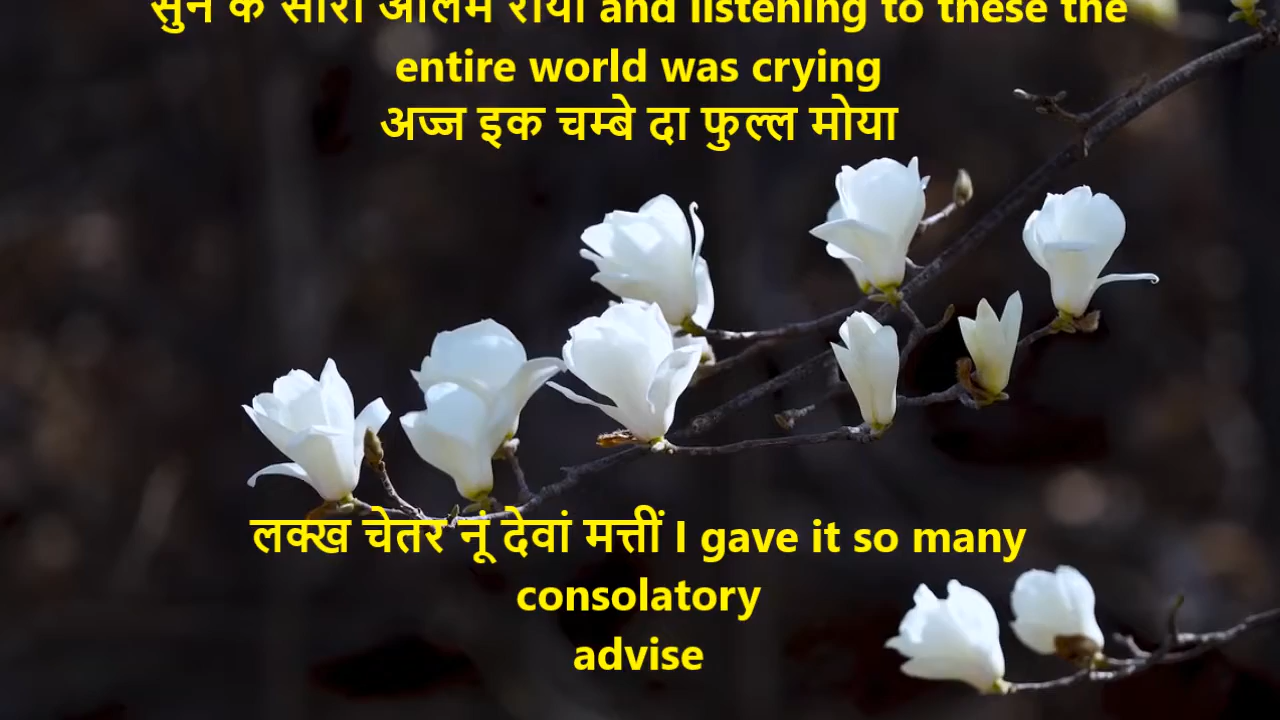 सुन के सारा आलम रोया and listening to these the
entire world was crying
अज्ज इक चम्बे दा फुल्ल मोया
लक्ख चेतर नूं देवां मत्तीं I gave it so many
consolatory
advise